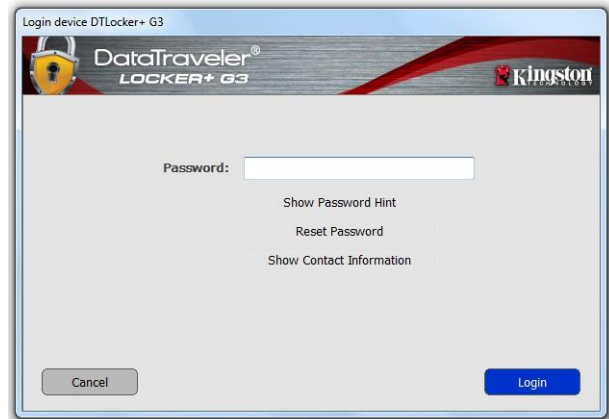 Login device DTLocker+ G3
DataTraveler®
LOCKER+ G3
Kingston
TECHNOLOGY
Password:
Show Password Hint
Reset Password
Show Contact Information
Cancel
Login